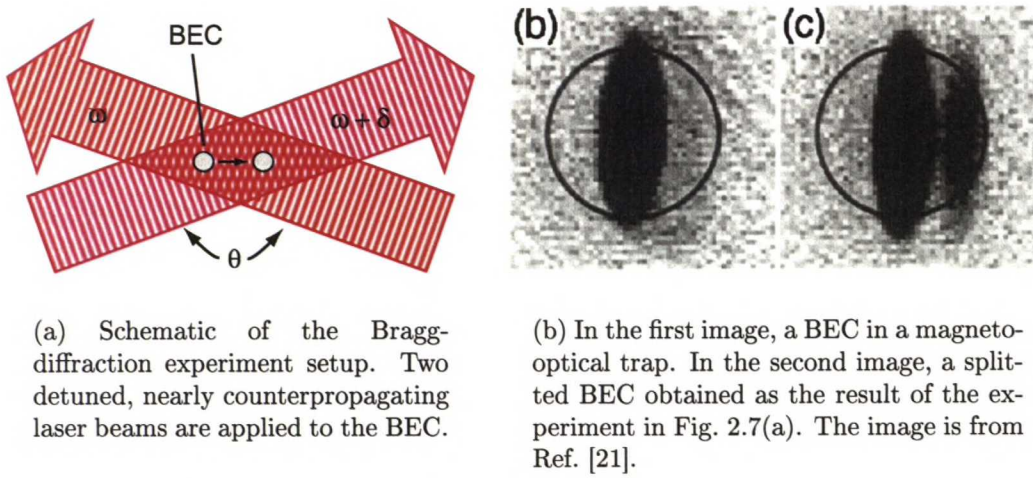 BEC
ω
ω + δ
θ
(b)
(c)
(a) Schematic of the Bragg-
diffraction experiment setup. Two
detuned, nearly counterpropagating
laser beams are applied to the BEC.
(b) In the first image, a BEC in a magneto-
optical trap. In the second image, a split-
ted BEC obtained as the result of the ex-
periment in Fig. 2.7(a). The image is from
Ref. [21].